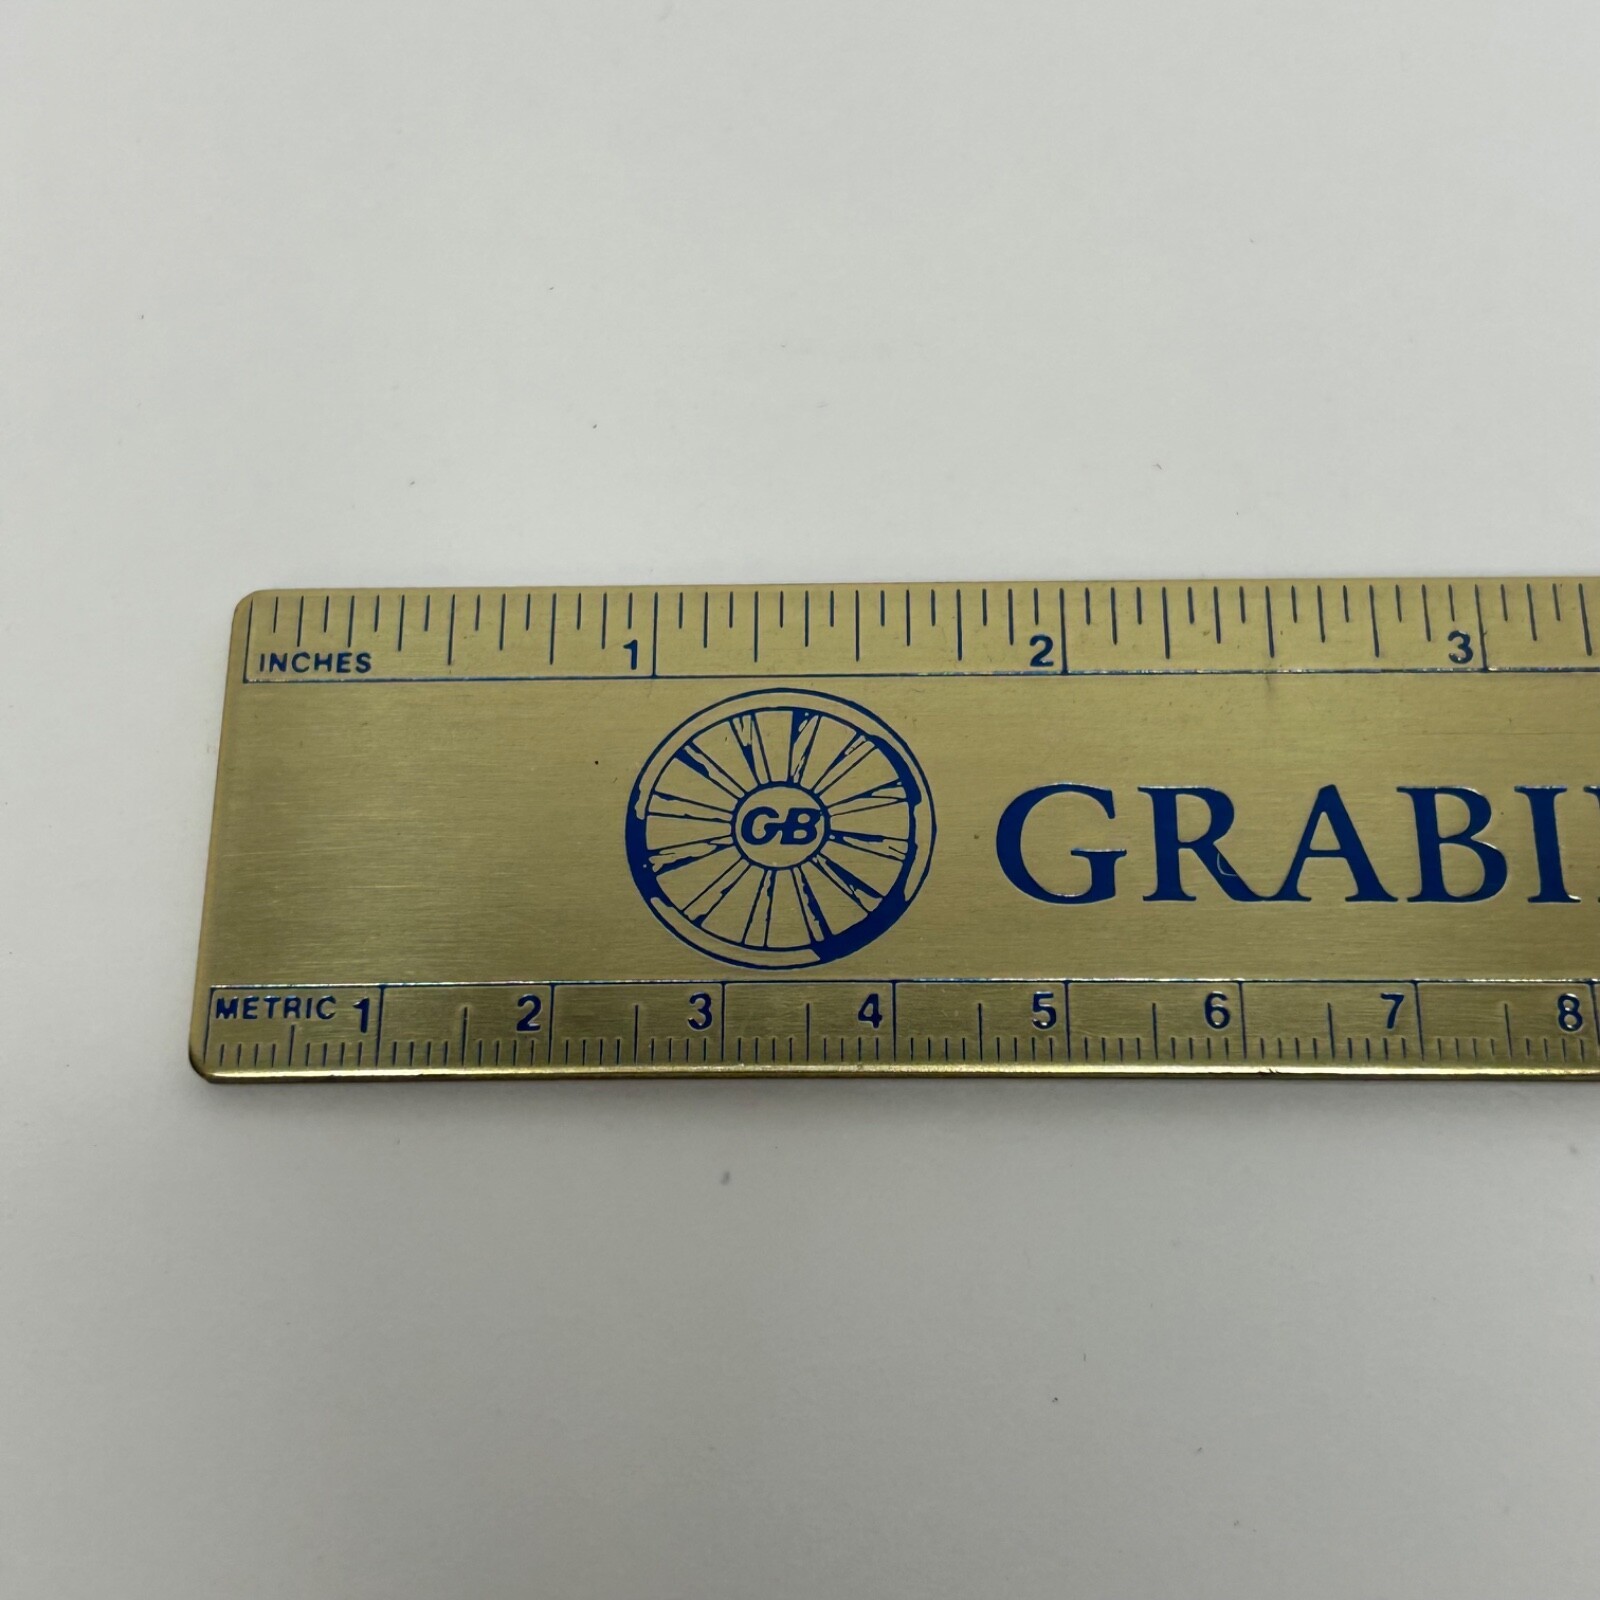 INCHES 1 2 3
GB GRABI
METRIC 1 2 3 4 5 6 7 8